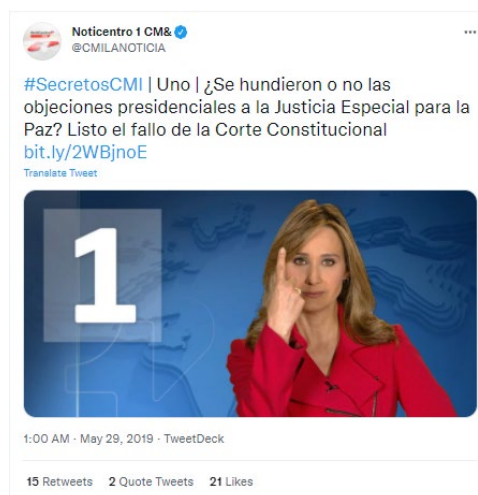 Noticentro 1 CM&
@CMILANOTICIA
#SecretosCMI | Uno | ¿Se hundieron o no las
objeciones presidenciales a la Justicia Especial para la
Paz? Listo el fallo de la Corte Constitucional
bit.ly/2WBjnoE
Translate Tweet
1
1:00 AM · May 29, 2019 · TweetDeck
15 Retweets 2 Quote Tweets 21 Likes